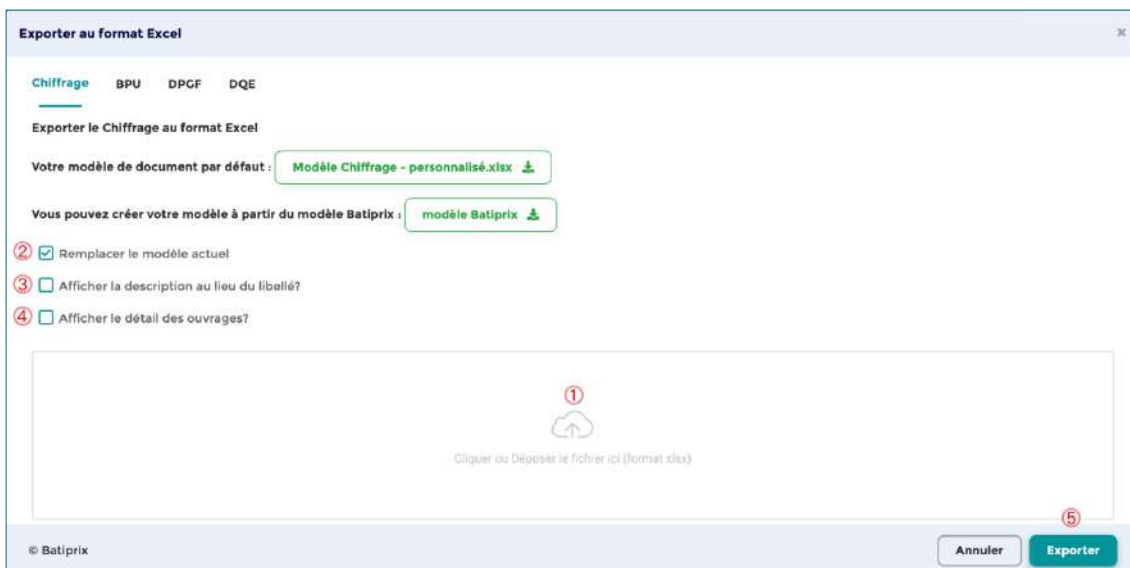 Exporter au format Excel ×
Chiffrage BPU DPGF DQE
Exporter le Chiffrage au format Excel
Votre modèle de document par défaut : Modèle Chiffrage - personnalisé.xlsx
Vous pouvez créer votre modèle à partir du modèle Batiprix : modèle Batiprix
② Remplacer le modèle actuel
③ Afficher la description au lieu du libellé?
④ Afficher le détail des ouvrages?
①
Cliquer ou Déposer le fichier ici (format xlsx)
⑤
© Batiprix Annuler Exporter